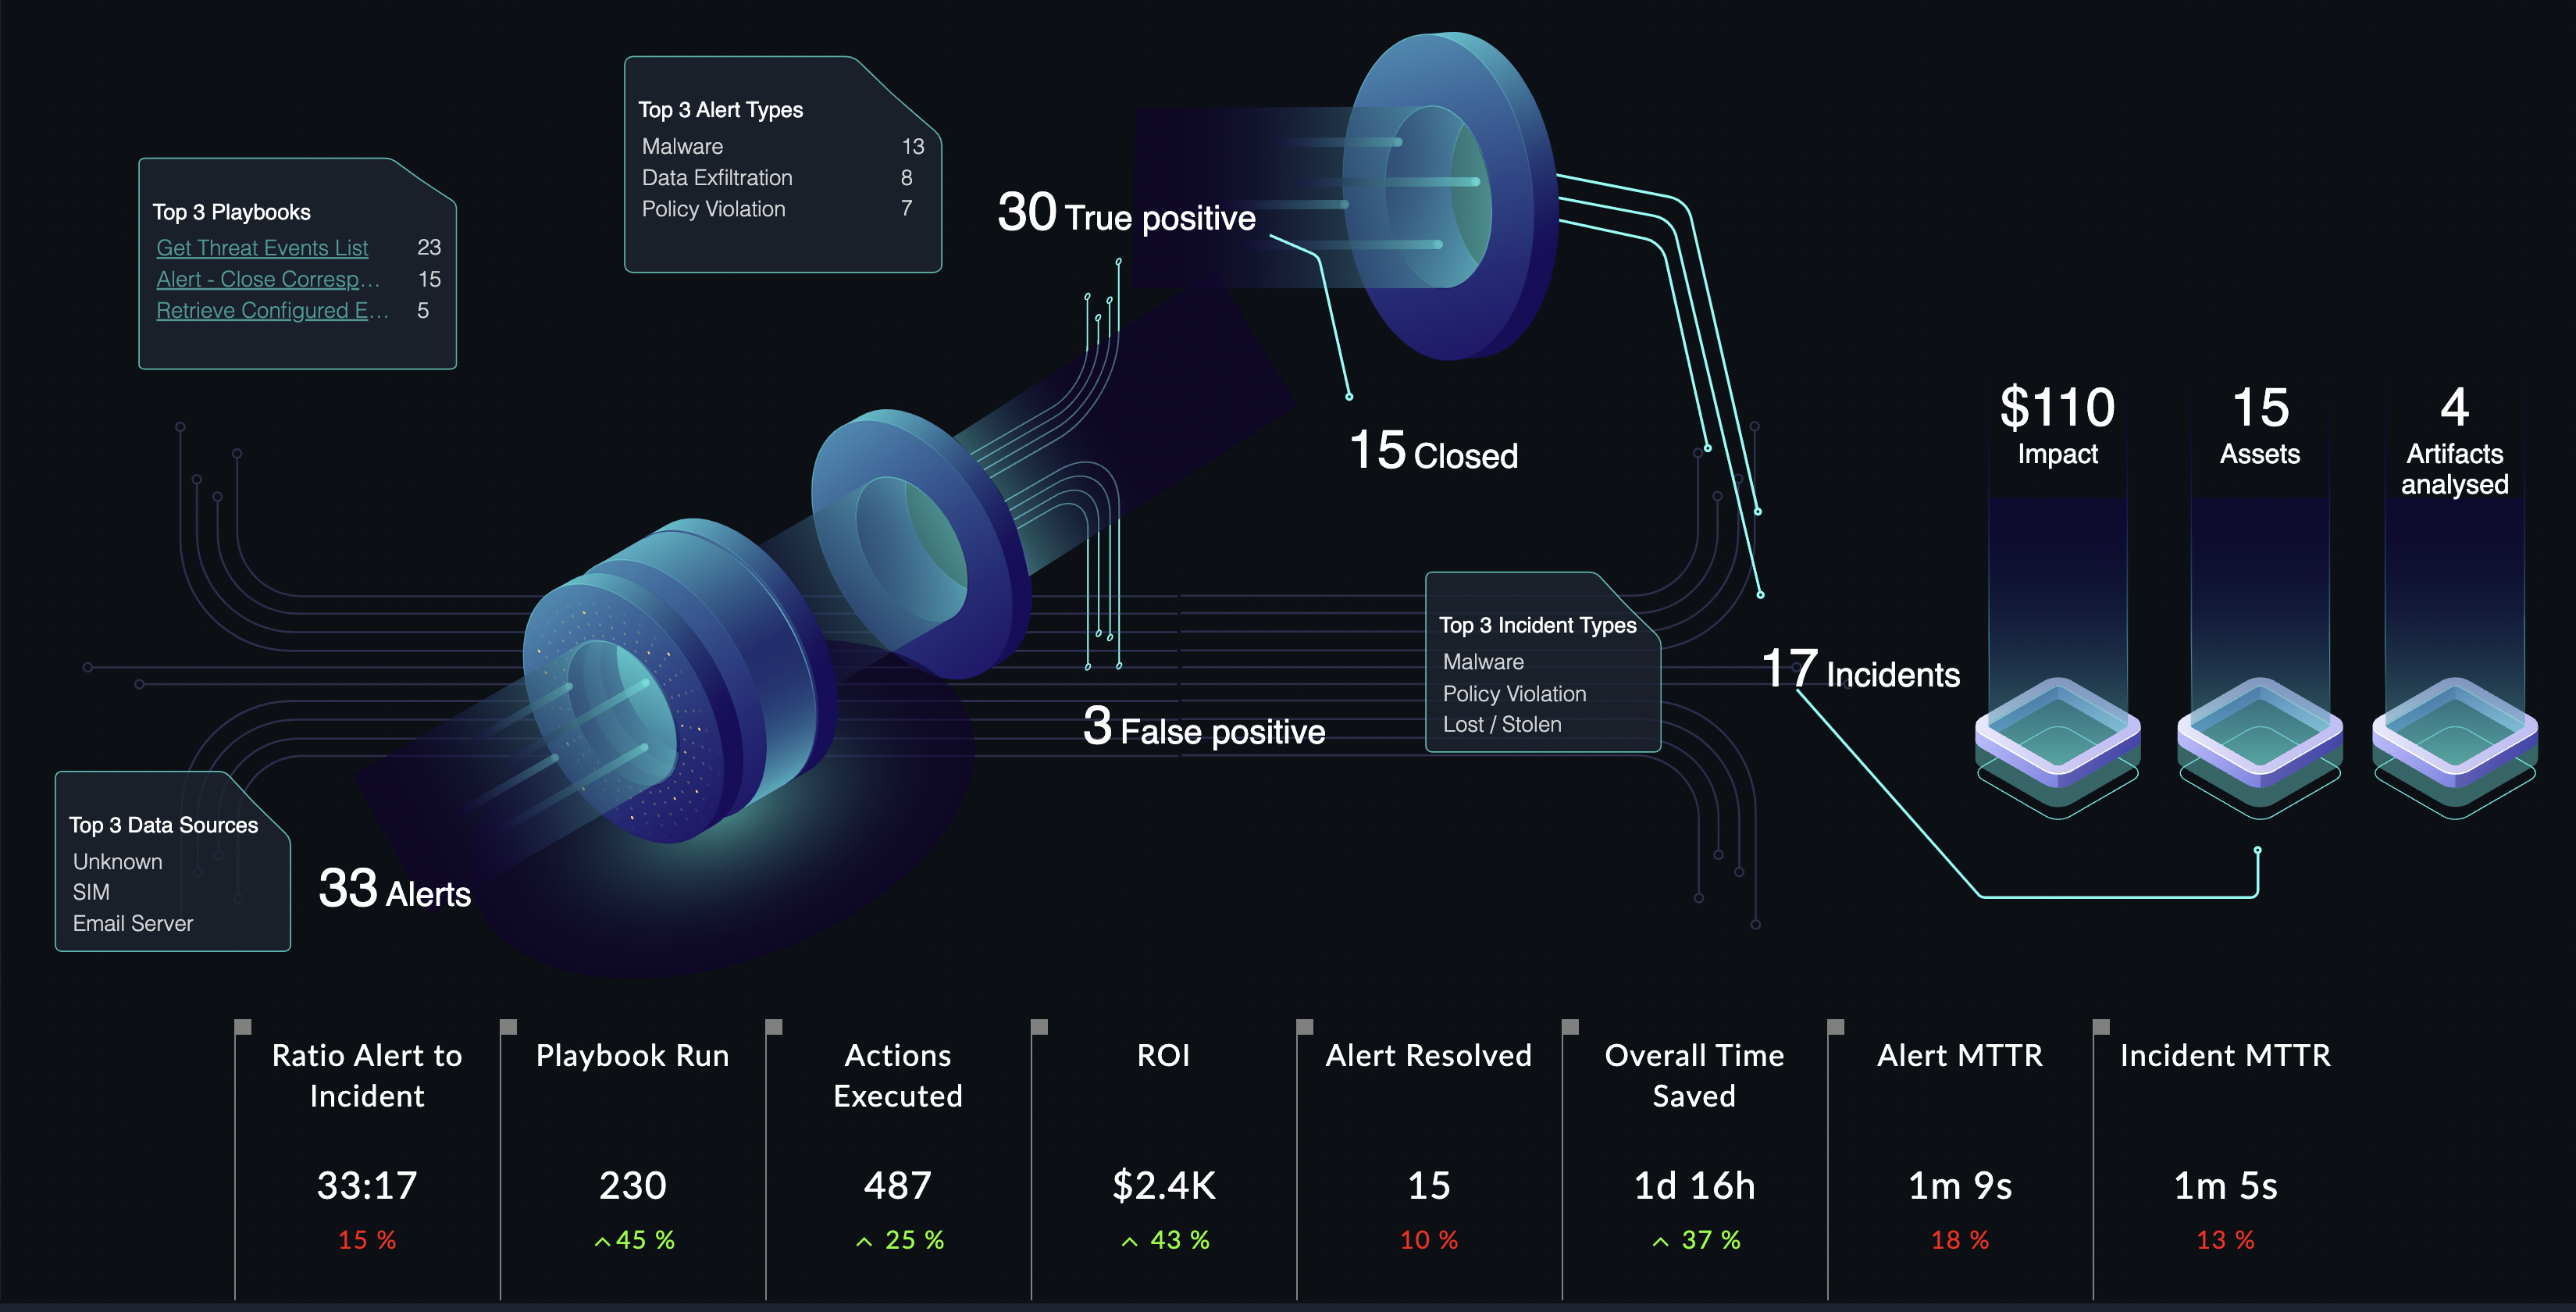 Top 3 Alert Types
Malware 13
Data Exfiltration 8
Policy Violation 7
Top 3 Playbooks
Get Threat Events List 23
Alert - Close Corresp... 15
Retrieve Configured E... 5
30 True positive
15 Closed
$110
Impact
15
Assets
4
Artifacts
analysed
Top 3 Incident Types
Malware
Policy Violation
Lost / Stolen
17 Incidents
3 False positive
Top 3 Data Sources
Unknown
SIM
Email Server
33 Alerts
Ratio Alert to
Incident
33:17
15 %
Playbook Run
230
45 %
Actions
Executed
487
25 %
ROI
$2.4K
43 %
Alert Resolved
15
10 %
Overall Time
Saved
1d 16h
37 %
Alert MTTR
1m 9s
18 %
Incident MTTR
1m 5s
13 %